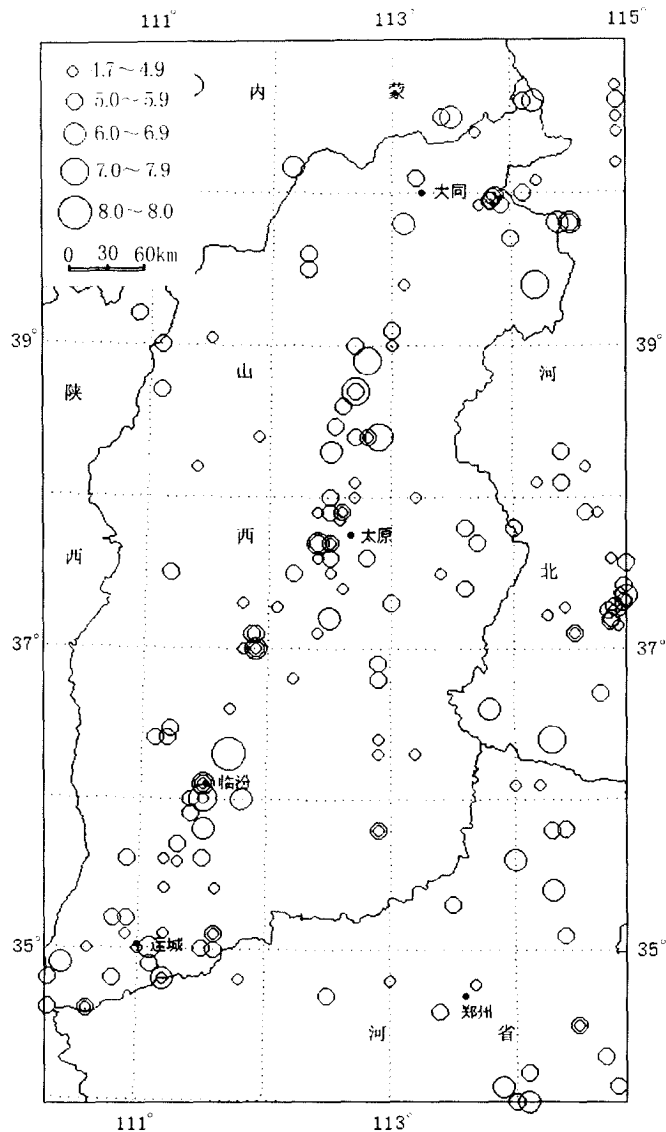 111°
113°
115°
4.7～4.9
5.0～5.9
6.0～6.9
7.0～7.9
8.0～8.0
0 30 60km
内 蒙
大同
39°
39°
山
河
陕
西
太原
西
北
37°
37°
临汾
35°
运城
35°
郑州
河 省
111°
113°